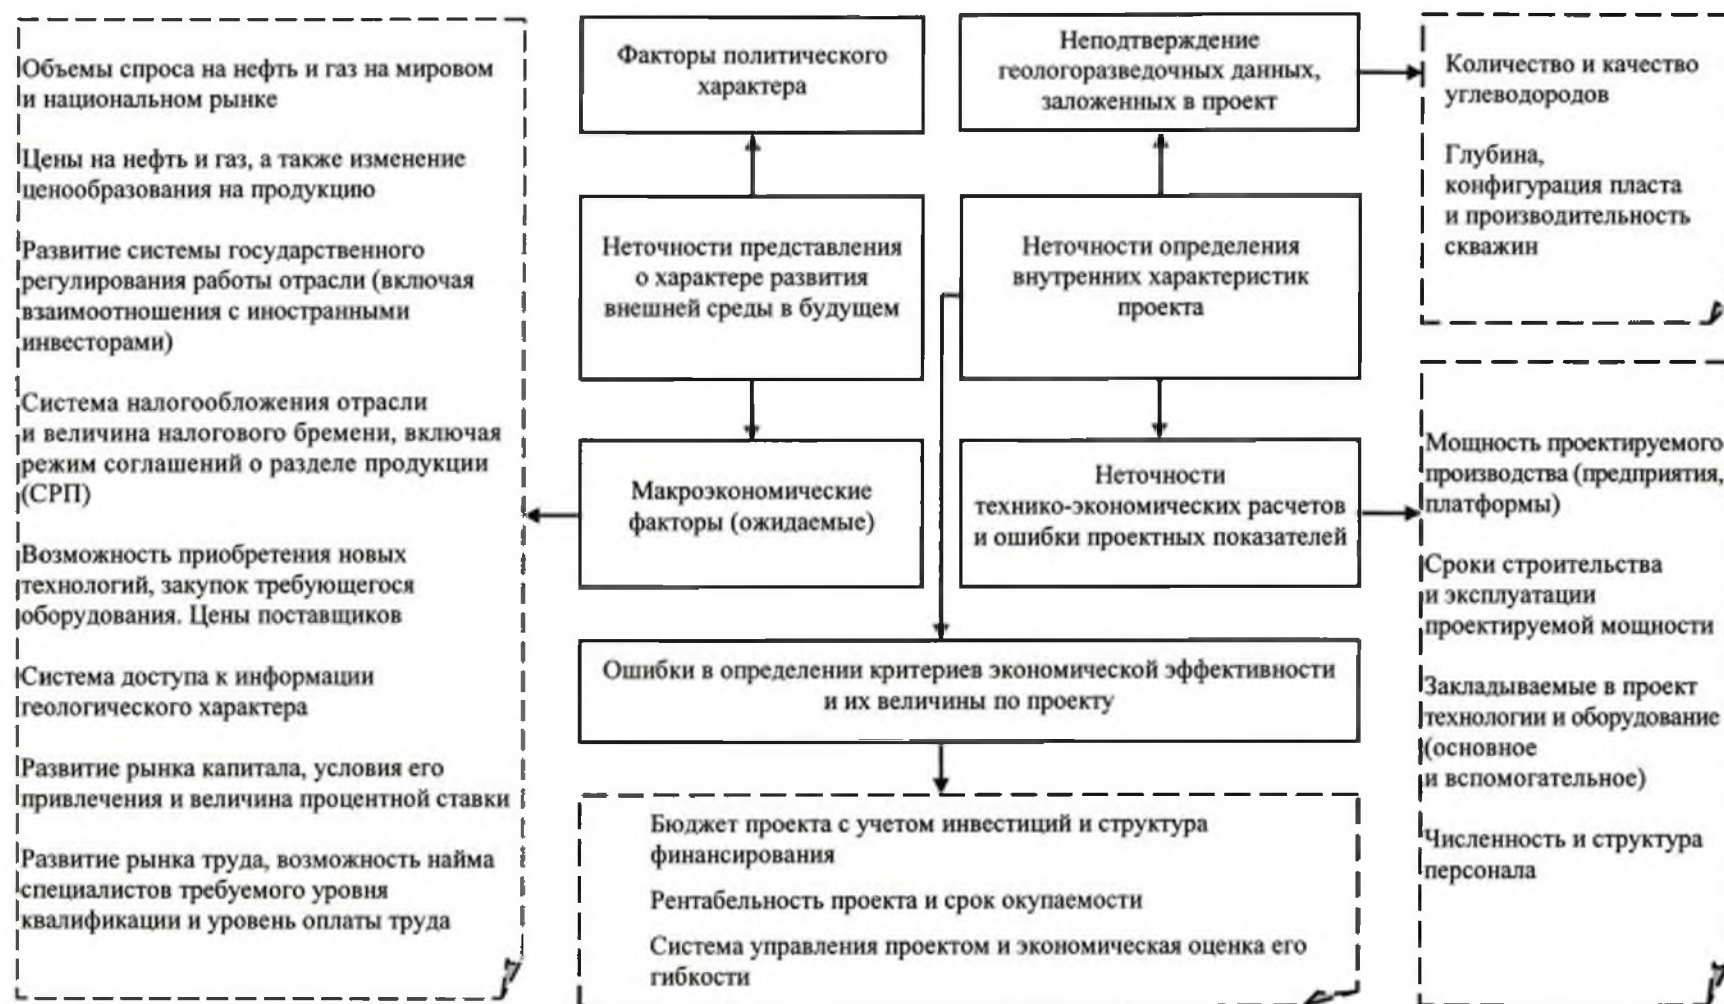 Объемы спроса на нефть и газ на мировом
и национальном рынке
Цены на нефть и газ, а также изменение
ценообразования на продукцию
Развитие системы государственного
регулирования работы отрасли (включая
взаимоотношения с иностранными
инвесторами)
Система налогообложения отрасли
и величина налогового бремени, включая
режим соглашений о разделе продукции
(СРП)
Возможность приобретения новых
технологий, закупок требующегося
оборудования. Цены поставщиков
Система доступа к информации
геологического характера
Развитие рынка капитала, условия его
привлечения и величина процентной ставки
Развитие рынка труда, возможность найма
специалистов требуемого уровня
квалификации и уровень оплаты труда
Факторы политического
характера
Неточности представления
о характере развития
внешней среды в будущем
Макроэкономические
факторы (ожидаемые)
Неподтверждение
геологоразведочных данных,
заложенных в проект
Неточности определения
внутренних характеристик
проекта
Неточности
технико-экономических расчетов
и ошибки проектных показателей
Ошибки в определении критериев экономической эффективности
и их величины по проекту
Бюджет проекта с учетом инвестиций и структура
финансирования
Рентабельность проекта и срок окупаемости
Система управления проектом и экономическая оценка его
гибкости
Количество и качество
углеводородов
Глубина,
конфигурация пласта
и производительность
скважин
Мощность проектируемого
производства (предприятия,
платформы)
Сроки строительства
и эксплуатации
проектируемой мощности
Закладываемые в проект
технологии и оборудование
(основное
и вспомогательное)
Численность и структура
персонала